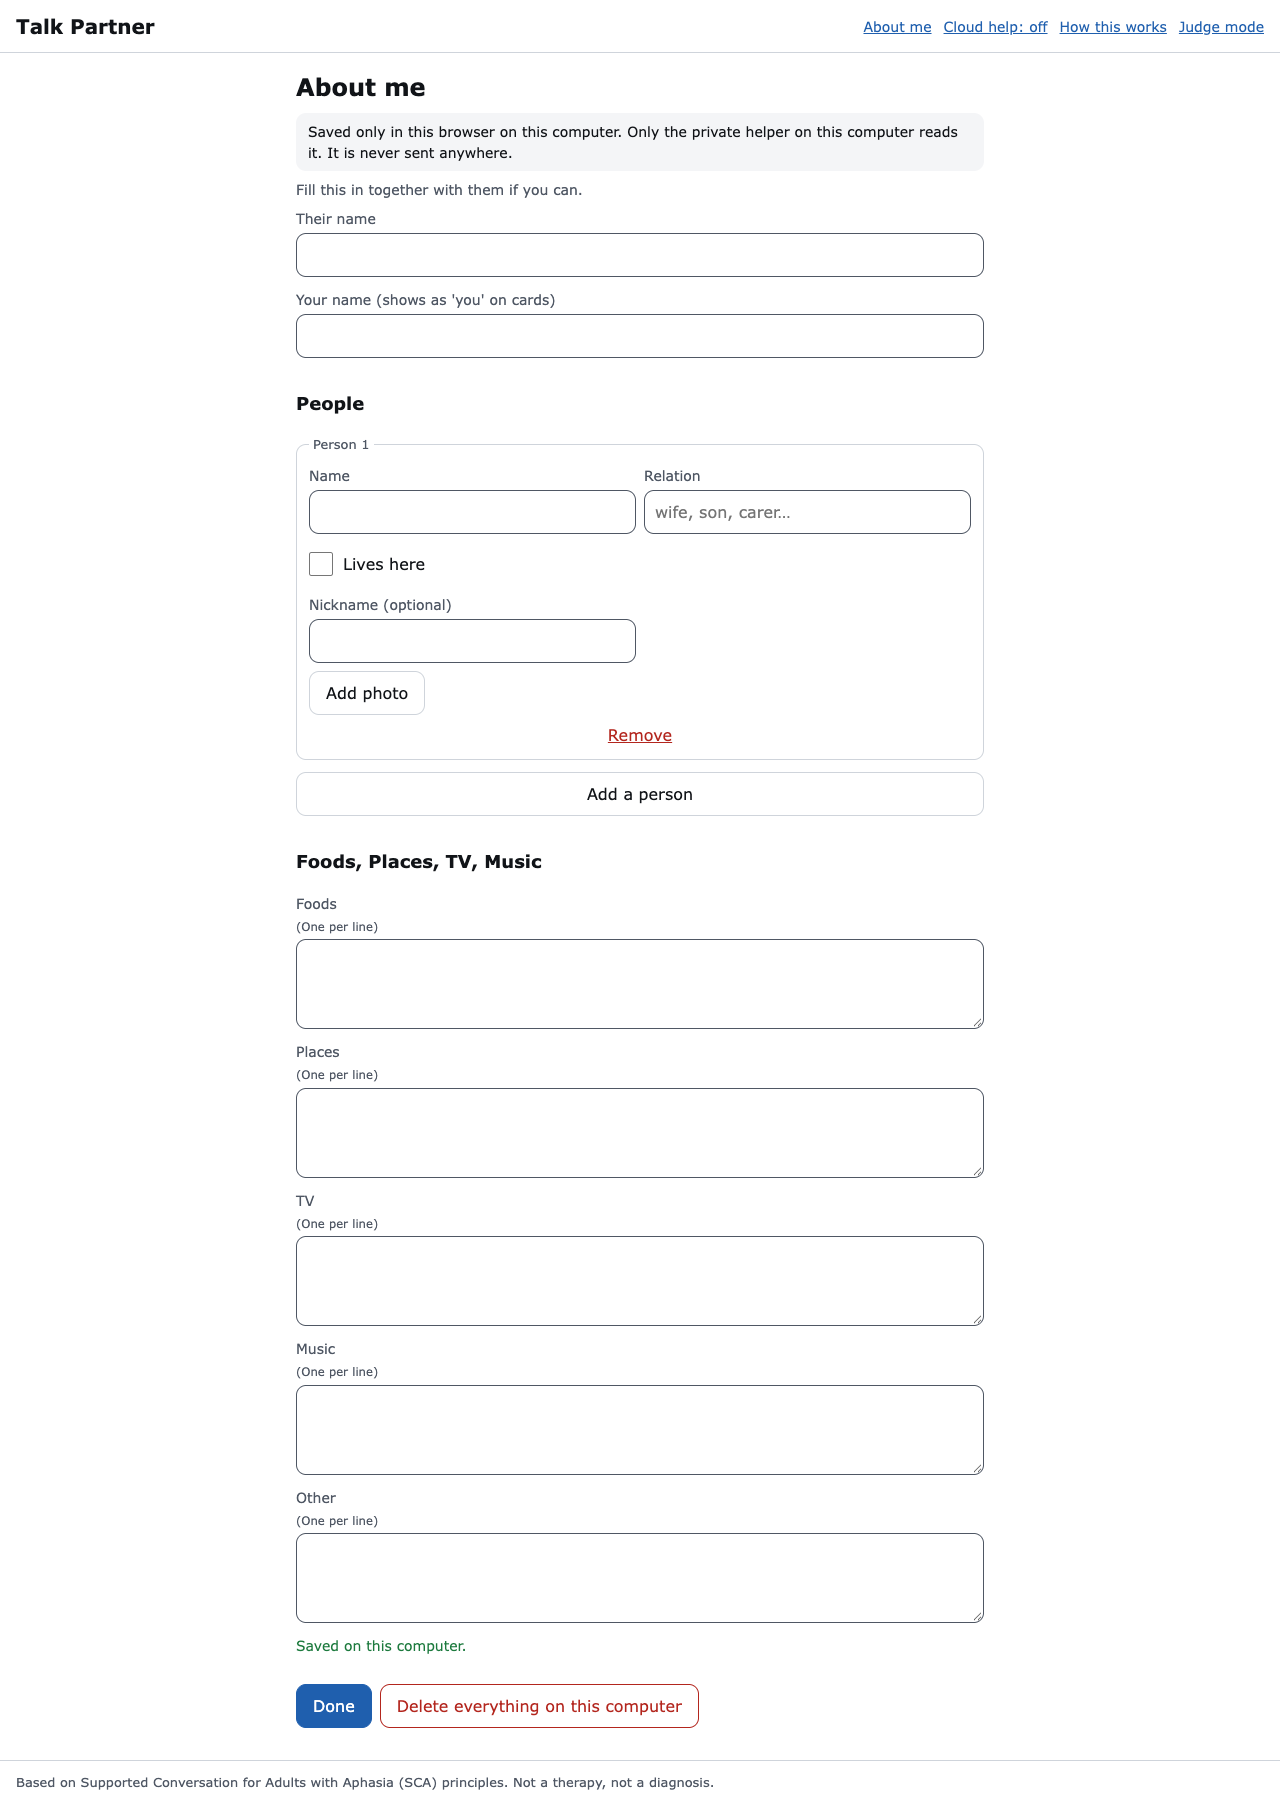 Talk Partner
About me Cloud help: off How this works Judge mode
About me
Saved only in this browser on this computer. Only the private helper on this computer reads
it. It is never sent anywhere.
Fill this in together with them if you can.
Their name
Your name (shows as 'you' on cards)
People
Person 1
Name Relation
wife, son, carer...
Lives here
Nickname (optional)
Add photo
Remove
Add a person
Foods, Places, TV, Music
Foods
(One per line)
Places
(One per line)
TV
(One per line)
Music
(One per line)
Other
(One per line)
Saved on this computer.
Done Delete everything on this computer
Based on Supported Conversation for Adults with Aphasia (SCA) principles. Not a therapy, not a diagnosis.